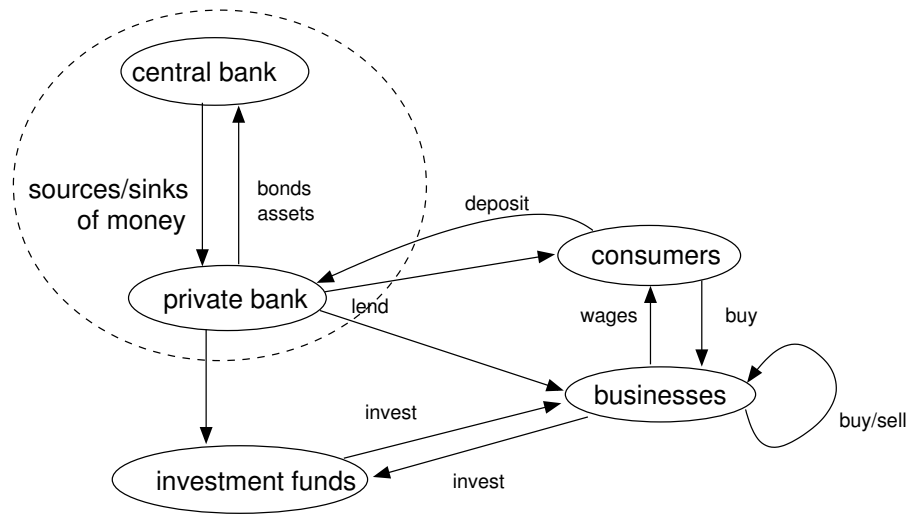 central bank
sources/sinks
of money
bonds
assets
deposit
consumers
private bank
lend
wages
buy
businesses
invest
buy/sell
investment funds
invest